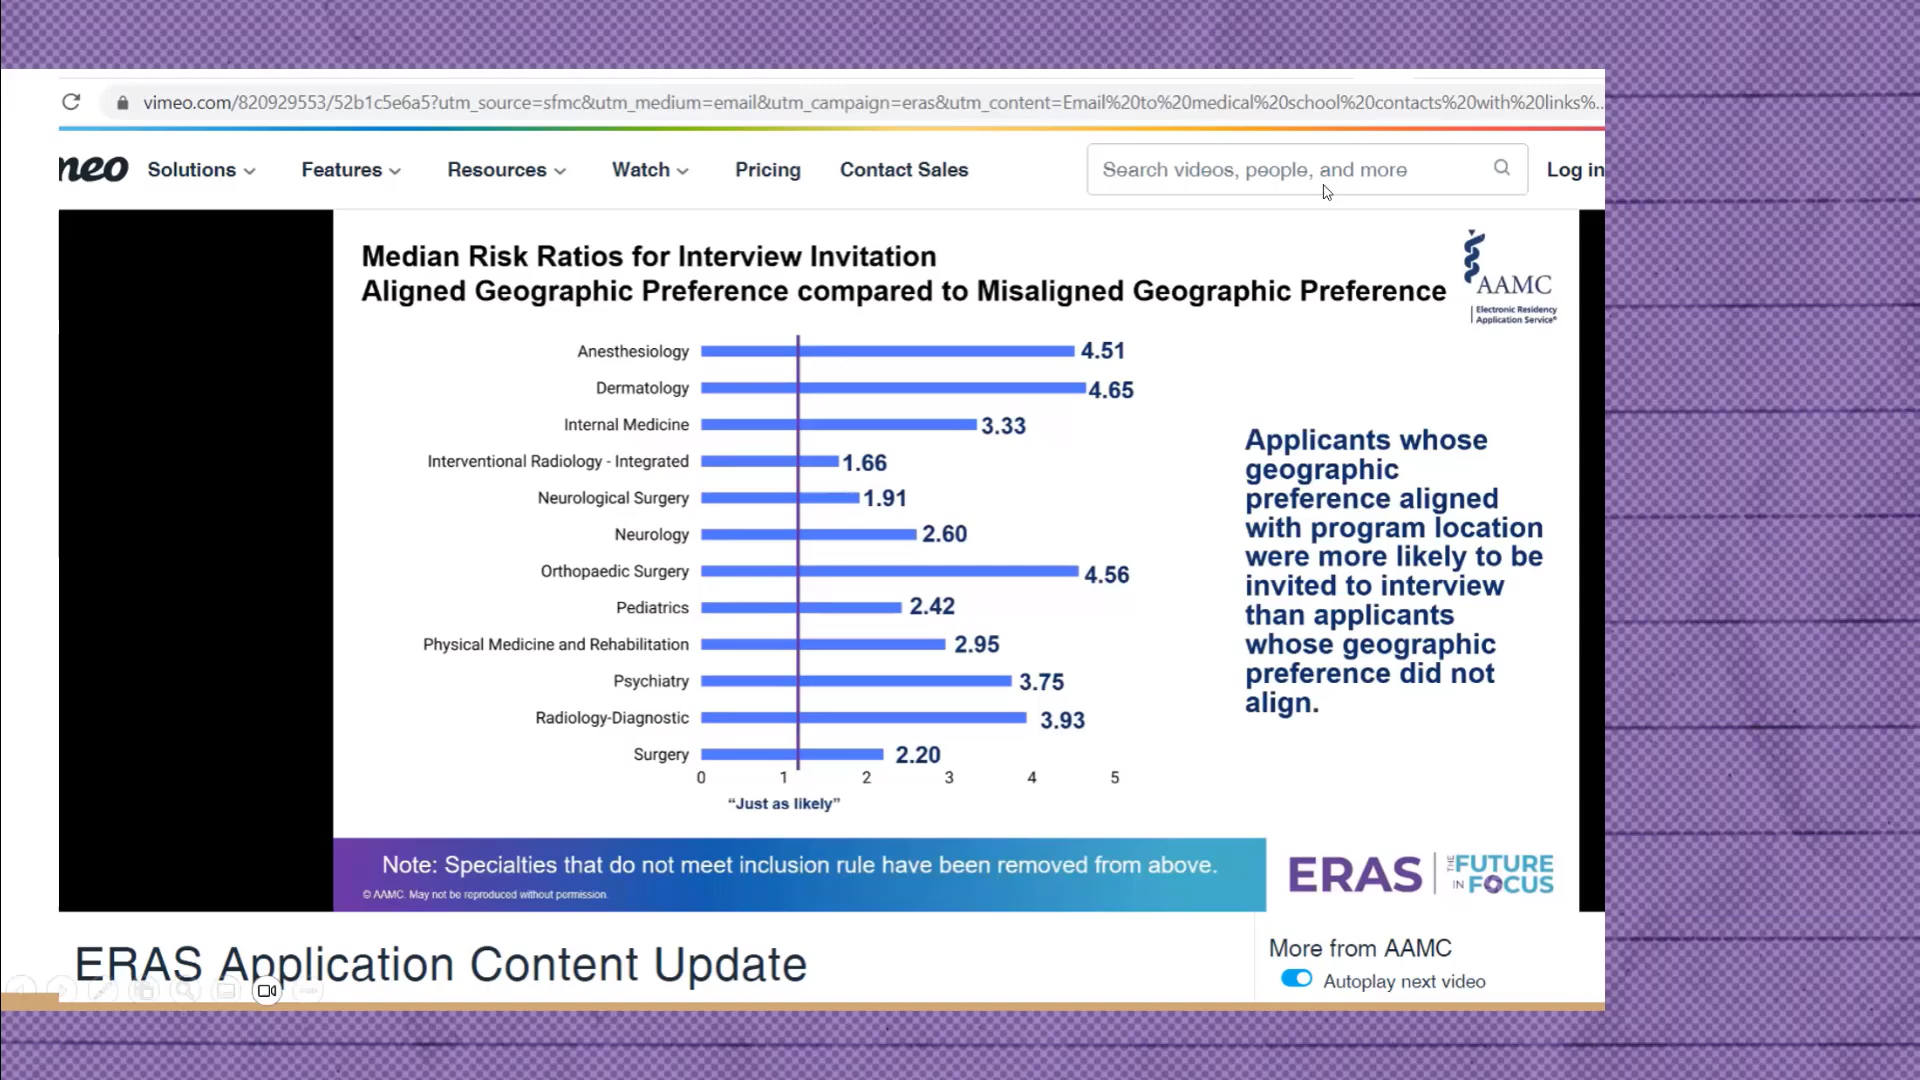 vimeo.com/820929553/52b1c5e6a5?utm_source=sfmc&utm_medium=email&utm_campaign=eras&utm_content=Email%20to%20medical%20school%20contacts%20with%20links%...
meo Solutions Features Resources Watch Pricing Contact Sales Search videos, people, and more Log in
Median Risk Ratios for Interview Invitation
Aligned Geographic Preference compared to Misaligned Geographic Preference
AAMC
Electronic Residency
Application Service®
Anesthesiology 4.51
Dermatology 4.65
Internal Medicine 3.33
Interventional Radiology - Integrated 1.66
Neurological Surgery 1.91
Neurology 2.60
Orthopaedic Surgery 4.56
Pediatrics 2.42
Physical Medicine and Rehabilitation 2.95
Psychiatry 3.75
Radiology-Diagnostic 3.93
Surgery 2.20
0 1 2 3 4 5
“Just as likely”
Applicants whose
geographic
preference aligned
with program location
were more likely to be
invited to interview
than applicants
whose geographic
preference did not
align.
Note: Specialties that do not meet inclusion rule have been removed from above.
© AAMC. May not be reproduced without permission.
ERAS THE FUTURE
IN FOCUS
ERAS Application Content Update
More from AAMC
Autoplay next video